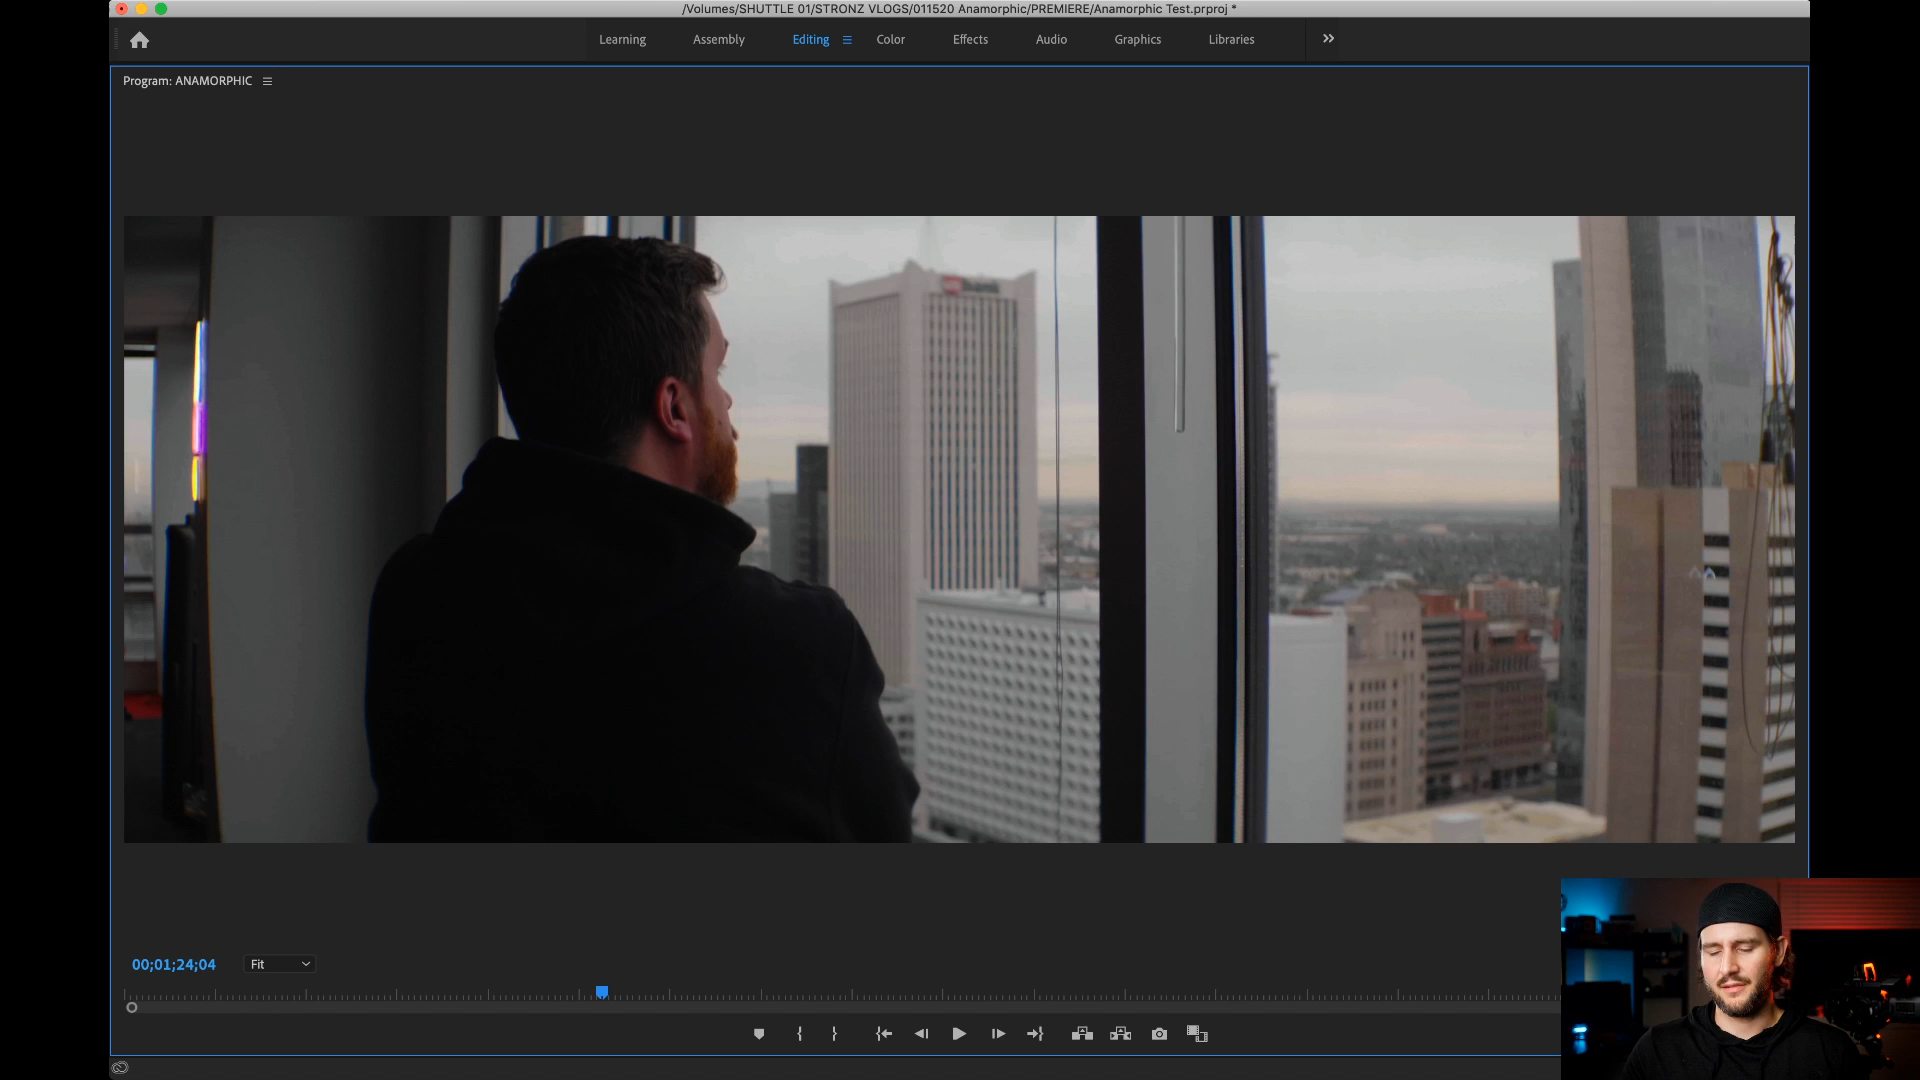 /Volumes/SHUTTLE 01/STRONZ VLOGS/011520 Anamorphic/PREMIERE/Anamorphic Test.prproj *
Learning Assembly Editing Color Effects Audio Graphics Libraries
Program: ANAMORPHIC
bank
00;01;24;04 Fit